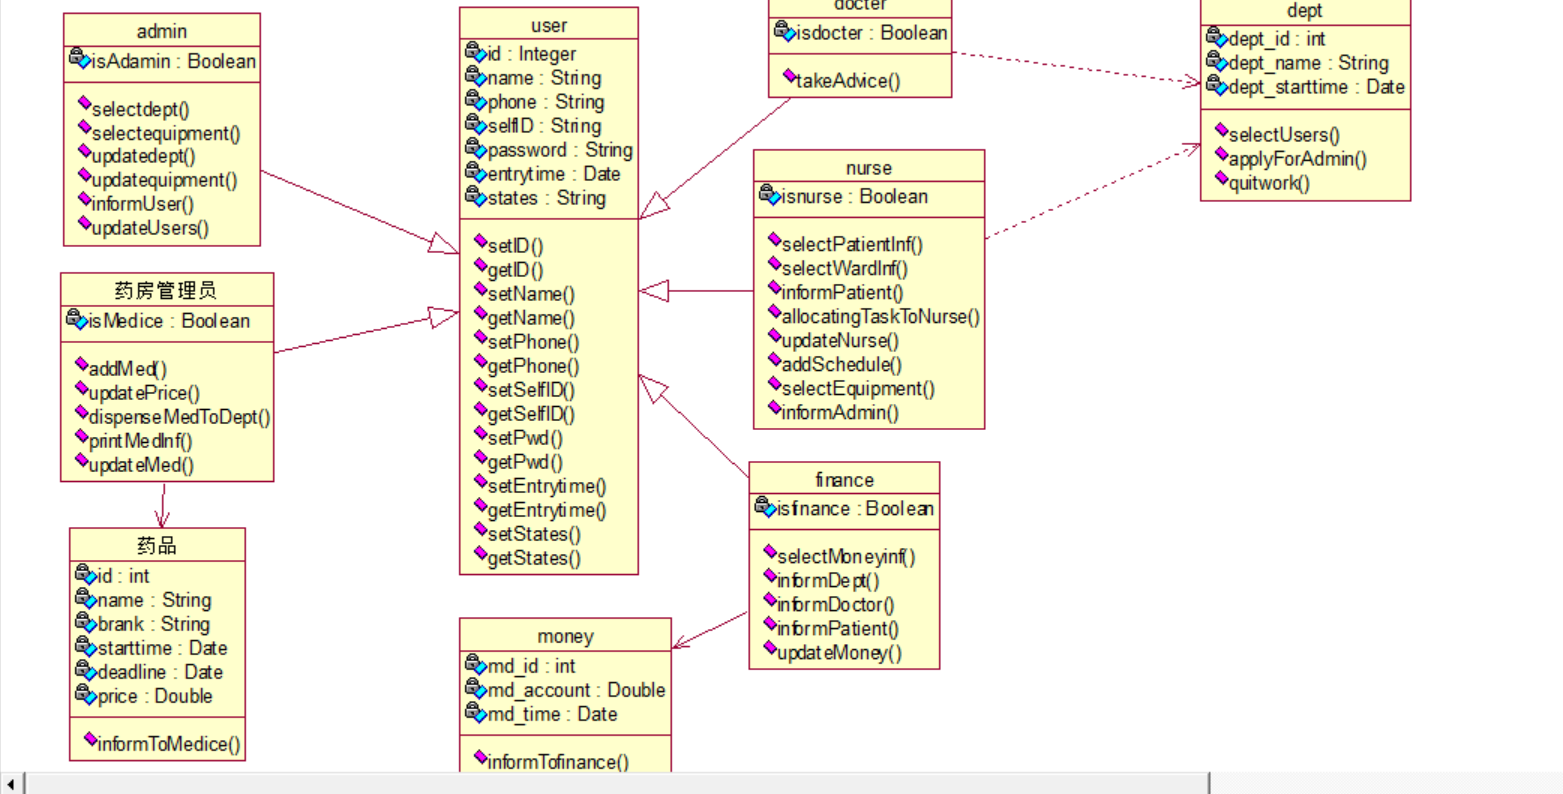 admin
isAdamin : Boolean
selectdept()
selectequipment()
updatedept()
updatequipment()
informUser()
updateUsers()
药房管理员
isMedice : Boolean
addMed()
updatePrice()
dispenseMedToDept()
printMedInf()
updateMed()
药品
id : int
name : String
brank : String
starttime : Date
deadline : Date
price : Double
informToMedice()
user
id : Integer
name : String
phone : String
selfID : String
password : String
entrytime : Date
states : String
setID()
getID()
setName()
getName()
setPhone()
getPhone()
setSelfID()
getSelfID()
setPwd()
getPwd()
setEntrytime()
getEntrytime()
setStates()
getStates()
money
md_id : int
md_account : Double
md_time : Date
informTofinance()
docter
isdocter : Boolean
takeAdvice()
nurse
isnurse : Boolean
selectPatientInf()
selectWardInf()
informPatient()
allocatingTaskToNurse()
updateNurse()
addSchedule()
selectEquipment()
informAdmin()
finance
isfinance : Boolean
selectMoneyinf()
informDept()
informDoctor()
informPatient()
updateMoney()
dept
dept_id : int
dept_name : String
dept_starttime : Date
selectUsers()
applyForAdmin()
quitwork()